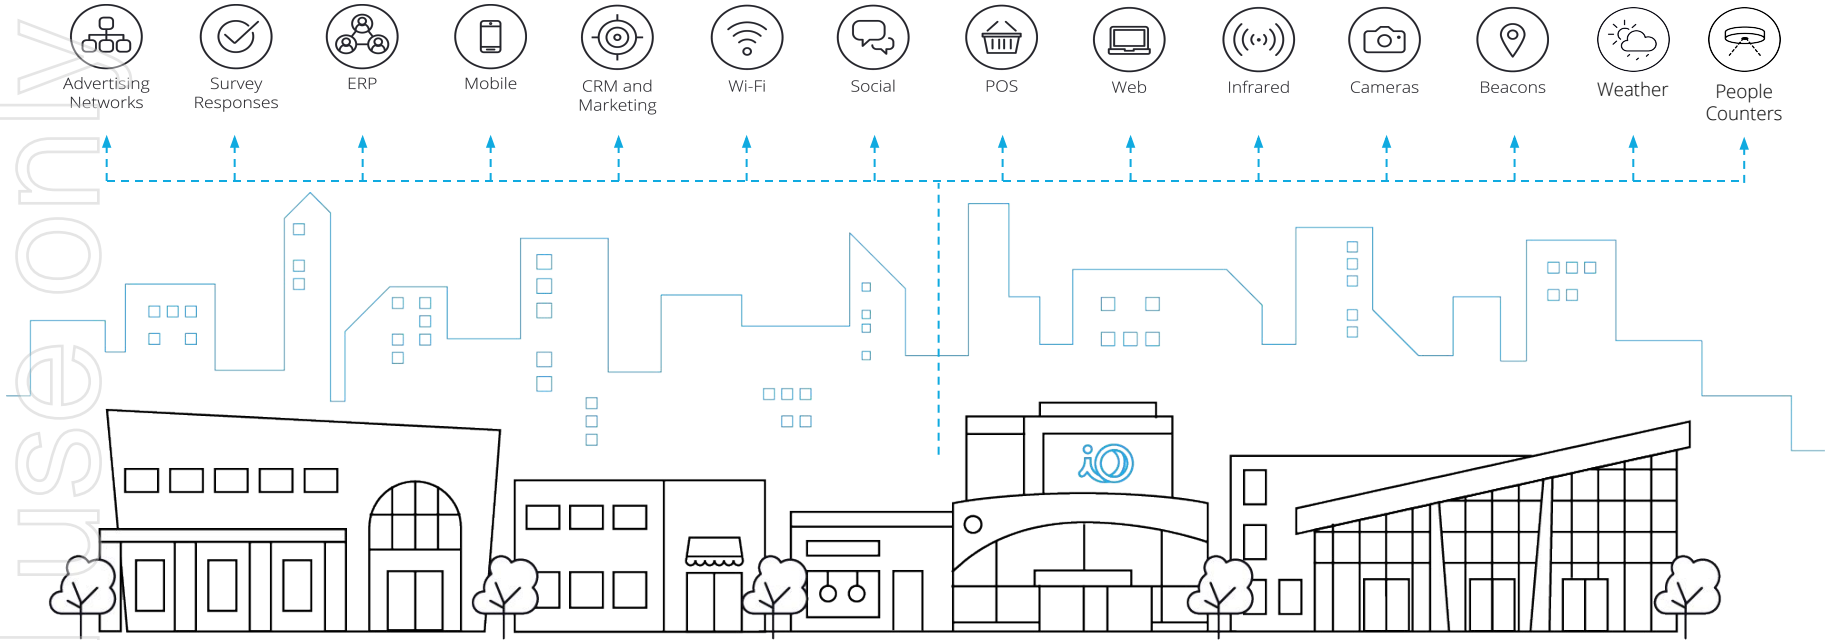 Advertising
Networks
Survey
Responses
ERP
Mobile
CRM and
Marketing
Wi-Fi
Social
POS
Web
Infrared
Cameras
Beacons
Weather
People
Counters
use only